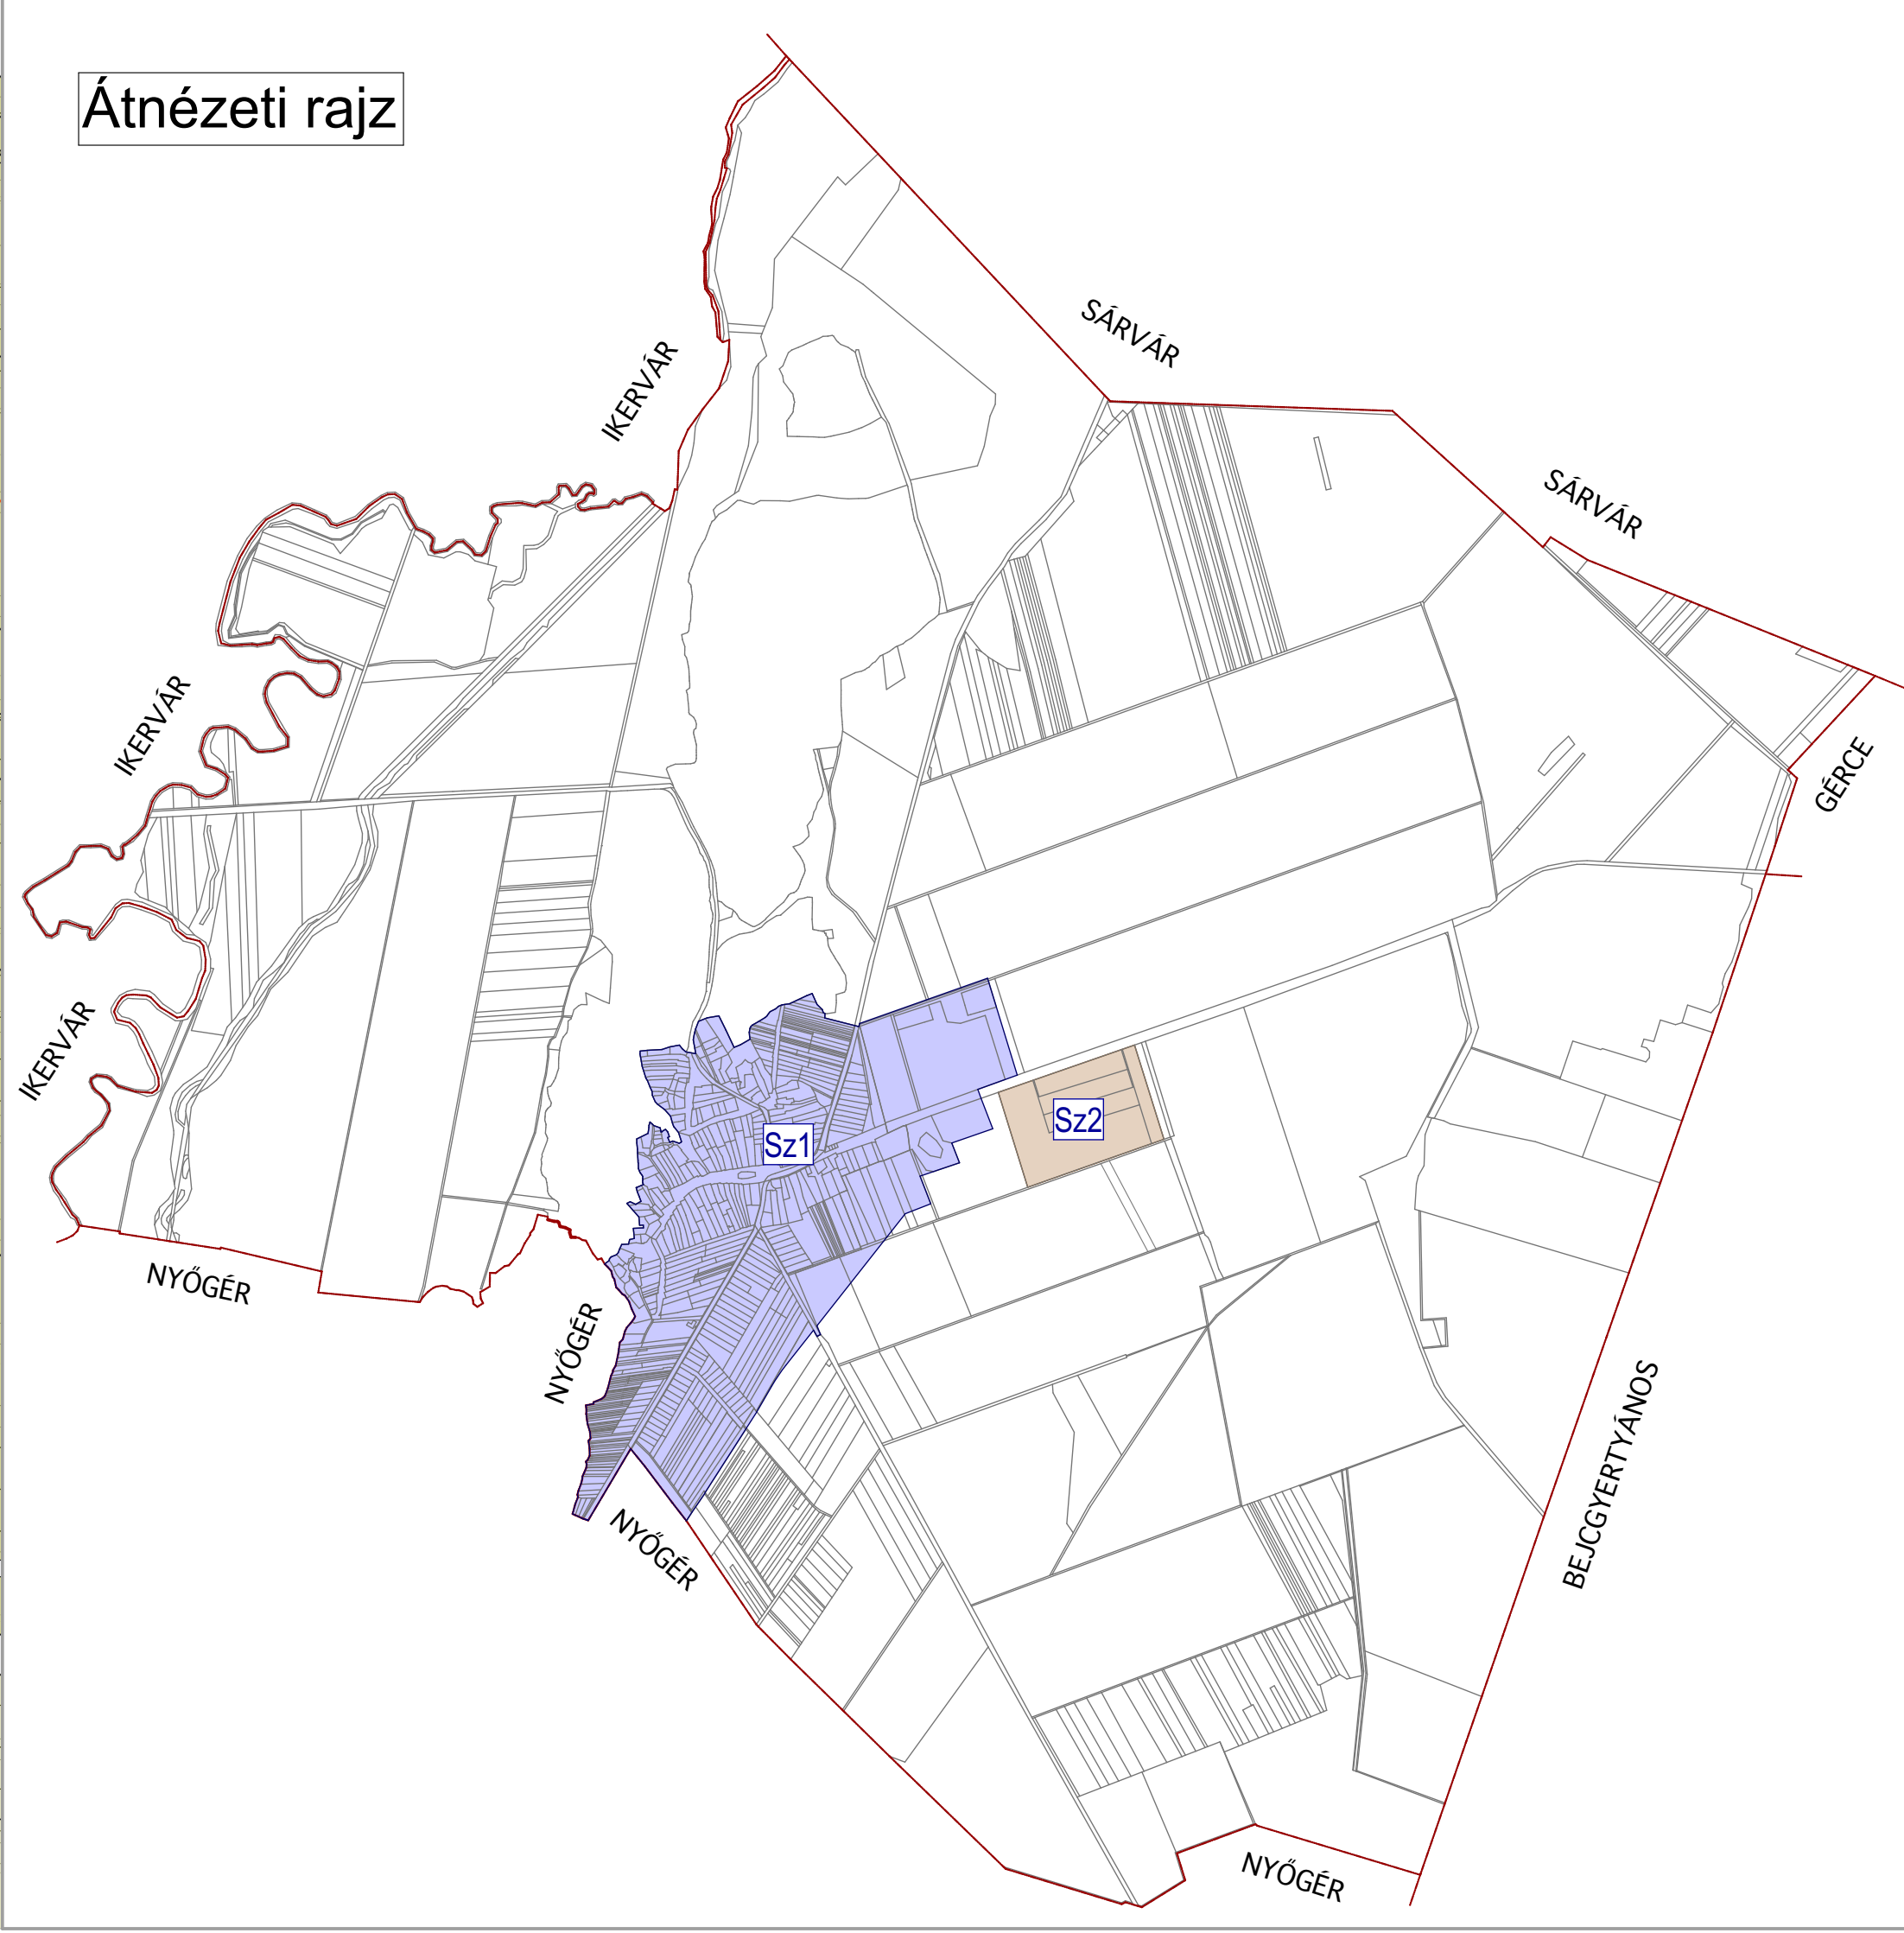 Átnézeti rajz
SÁRVÁR
IKERVÁR
SÁRVÁR
IKERVÁR
GÉRCE
IKERVÁR
Sz2
Sz1
NYŐGÉR
NYŐGÉR
BEJCGYERTYÁNOS
NYŐGÉR
NYŐGÉR